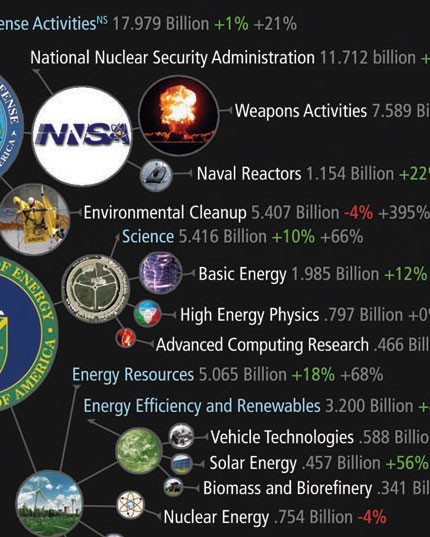 ense Activities NS 17.979 Billion +1% +21%
National Nuclear Security Administration 11.712 billion +
NNSA
Weapons Activities 7.589 Bi
Naval Reactors 1.154 Billion +22
Environmental Cleanup 5.407 Billion -4% +395%
Science 5.416 Billion +10% +66%
Basic Energy 1.985 Billion +12%
High Energy Physics .797 Billion +0
Advanced Computing Research .466 Bill
OF ENERGY
OF AMERICA
Energy Resources 5.065 Billion +18% +68%
Energy Efficiency and Renewables 3.200 Billion +
Vehicle Technologies .588 Billio
Solar Energy .457 Billion +56%
Biomass and Biorefinery .341 Bil
Nuclear Energy .754 Billion -4%